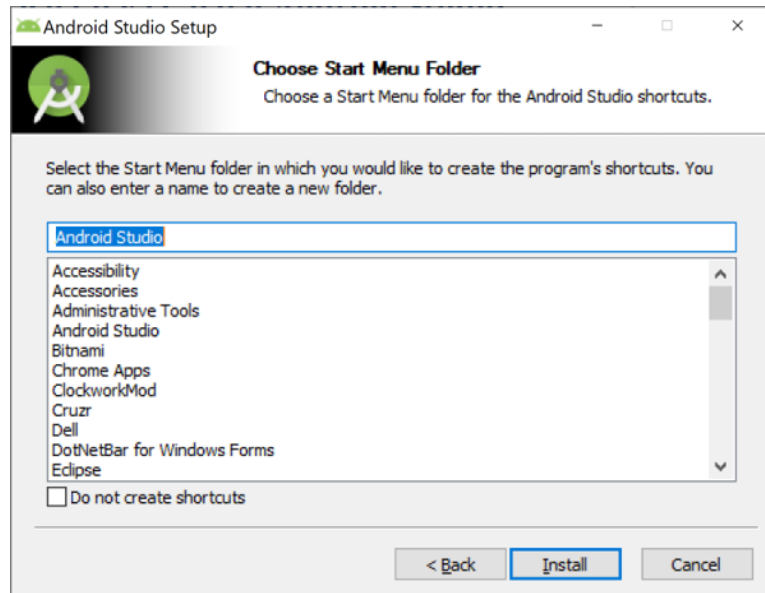 Android Studio Setup
Choose Start Menu Folder
Choose a Start Menu folder for the Android Studio shortcuts.
Select the Start Menu folder in which you would like to create the program's shortcuts. You
can also enter a name to create a new folder.
Android Studio
Accessibility
Accessories
Administrative Tools
Android Studio
Bitnami
Chrome Apps
ClockworkMod
Cruzr
Dell
DotNetBar for Windows Forms
Eclipse
Do not create shortcuts
< Back
Install
Cancel